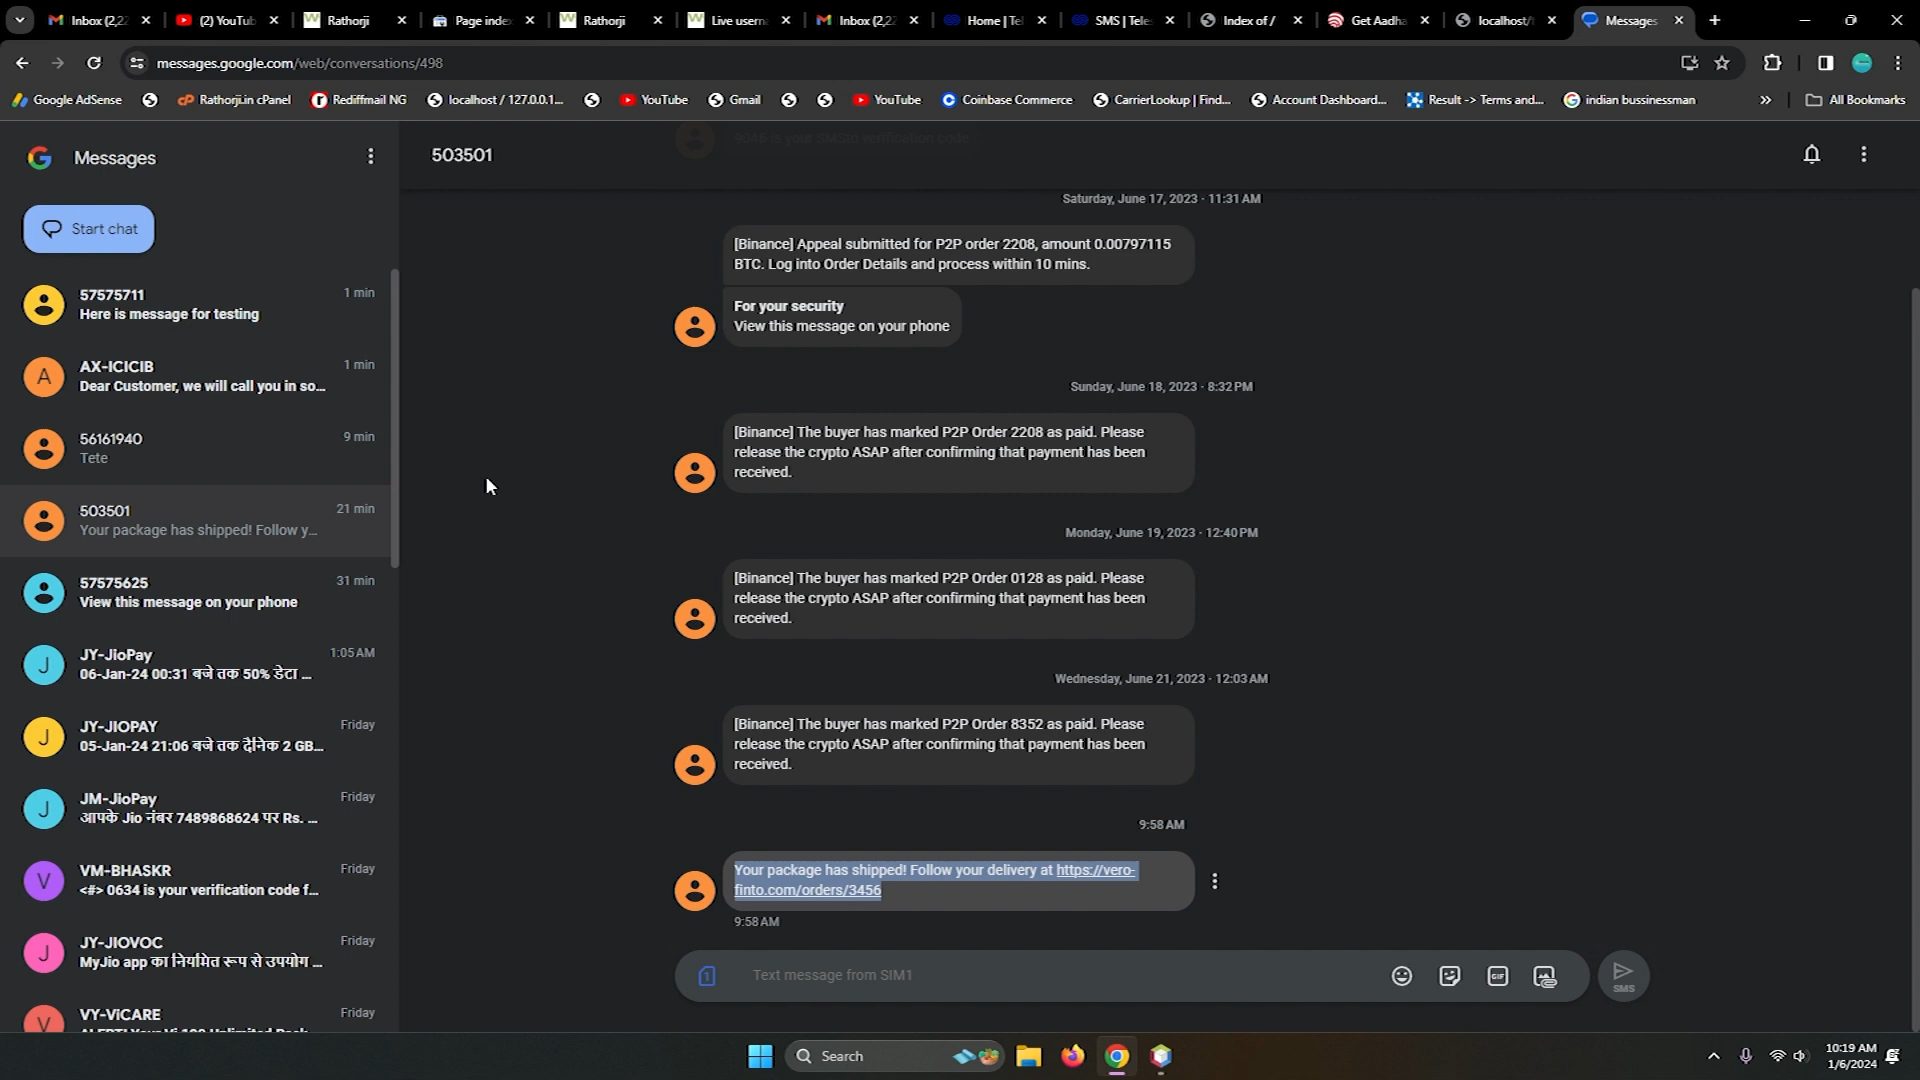 Inbox (2,22
(2) YouTub
Rathorji
Page index
Rathorji
Live usern
Inbox (2,22
Home | Tel
SMS | Teles
Index of /
Get Aadha
localhost/
Messages
messages.google.com/web/conversations/498
Google AdSense
Rathorji.in cPanel
Rediffmail NG
localhost / 127.0.0.1...
YouTube
Gmail
YouTube
Coinbase Commerce
CarrierLookup | Find...
Account Dashboard...
Result -> Terms and...
indian bussinessman
All Bookmarks
Messages
Start chat
57575711
1 min
Here is message for testing
AX-ICICIB
1 min
Dear Customer, we will call you in so...
56161940
9 min
Tete
503501
21 min
Your package has shipped! Follow y...
57575625
31 min
View this message on your phone
JY-JioPay
1:05 AM
06-Jan-24 00:31 बजे तक 50% डेटा ...
JY-JIOPAY
Friday
05-Jan-24 21:06 बजे तक दैनिक 2 GB...
JM-JioPay
Friday
आपके Jio नंबर 7489868624 पर Rs. ...
VM-BHASKR
Friday
<#> 0634 is your verification code f...
JY-JIOVOC
Friday
MyJio app का नियमित रूप से उपयोग ...
VY-ViCARE
Friday
503501
is your SMSto verification code
Saturday, June 17, 2023 · 11:31 AM
[Binance] Appeal submitted for P2P order 2208, amount 0.00797115
BTC. Log into Order Details and process within 10 mins.
For your security
View this message on your phone
Sunday, June 18, 2023 · 8:32 PM
[Binance] The buyer has marked P2P Order 2208 as paid. Please
release the crypto ASAP after confirming that payment has been
received.
Monday, June 19, 2023 · 12:40 PM
[Binance] The buyer has marked P2P Order 0128 as paid. Please
release the crypto ASAP after confirming that payment has been
received.
Wednesday, June 21, 2023 · 12:03 AM
[Binance] The buyer has marked P2P Order 8352 as paid. Please
release the crypto ASAP after confirming that payment has been
received.
9:58 AM
Your package has shipped! Follow your delivery at https://vero-
finto.com/orders/3456
9:58 AM
1
Text message from SIM1
GIF
SMS
Search
10:19 AM
1/6/2024